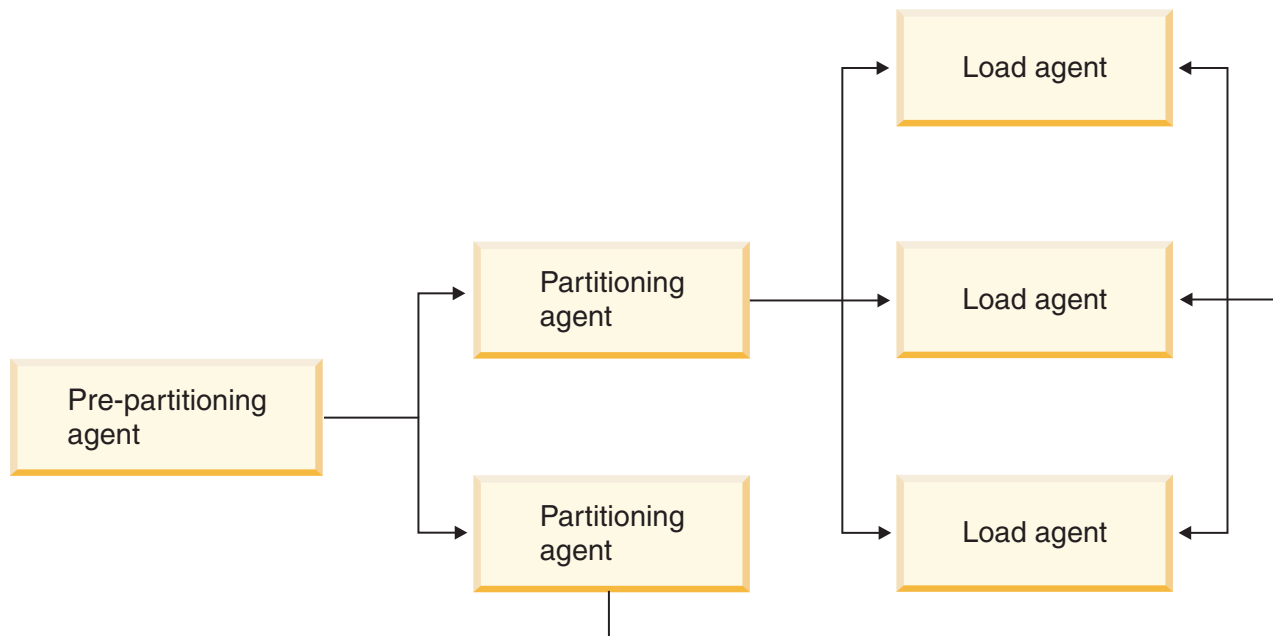 Load agent
Partitioning
agent
Load agent
Pre-partitioning
agent
Partitioning
agent
Load agent